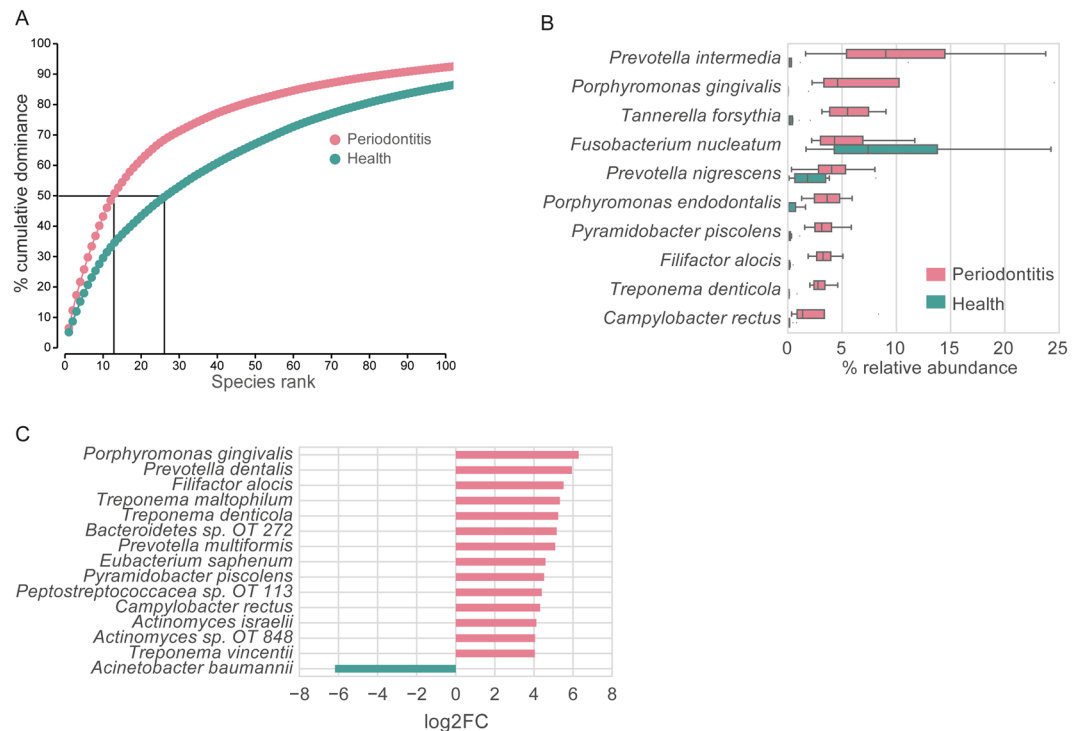 A
100
90
80
70
60
50
40
30
20
10
0
% cumulative dominance
Periodontitis
Health
0 10 20 30 40 50 60 70 80 90 100
Species rank
B
Prevotella intermedia
Porphyromonas gingivalis
Tannerella forsythia
Fusobacterium nucleatum
Prevotella nigrescens
Porphyromonas endodontalis
Pyramidobacter piscolens
Filifactor alocis
Treponema denticola
Campylobacter rectus
Periodontitis
Health
0 5 10 15 20 25
% relative abundance
C
Porphyromonas gingivalis
Prevotella dentalis
Filifactor alocis
Treponema maltophilum
Treponema denticola
Bacteroidetes sp. OT 272
Prevotella multiformis
Eubacterium saphenum
Pyramidobacter piscolens
Peptostreptococcacea sp. OT 113
Campylobacter rectus
Actinomyces israelii
Actinomyces sp. OT 848
Treponema vincentii
Acinetobacter baumannii
−8 −6 −4 −2 0 2 4 6 8
log2FC